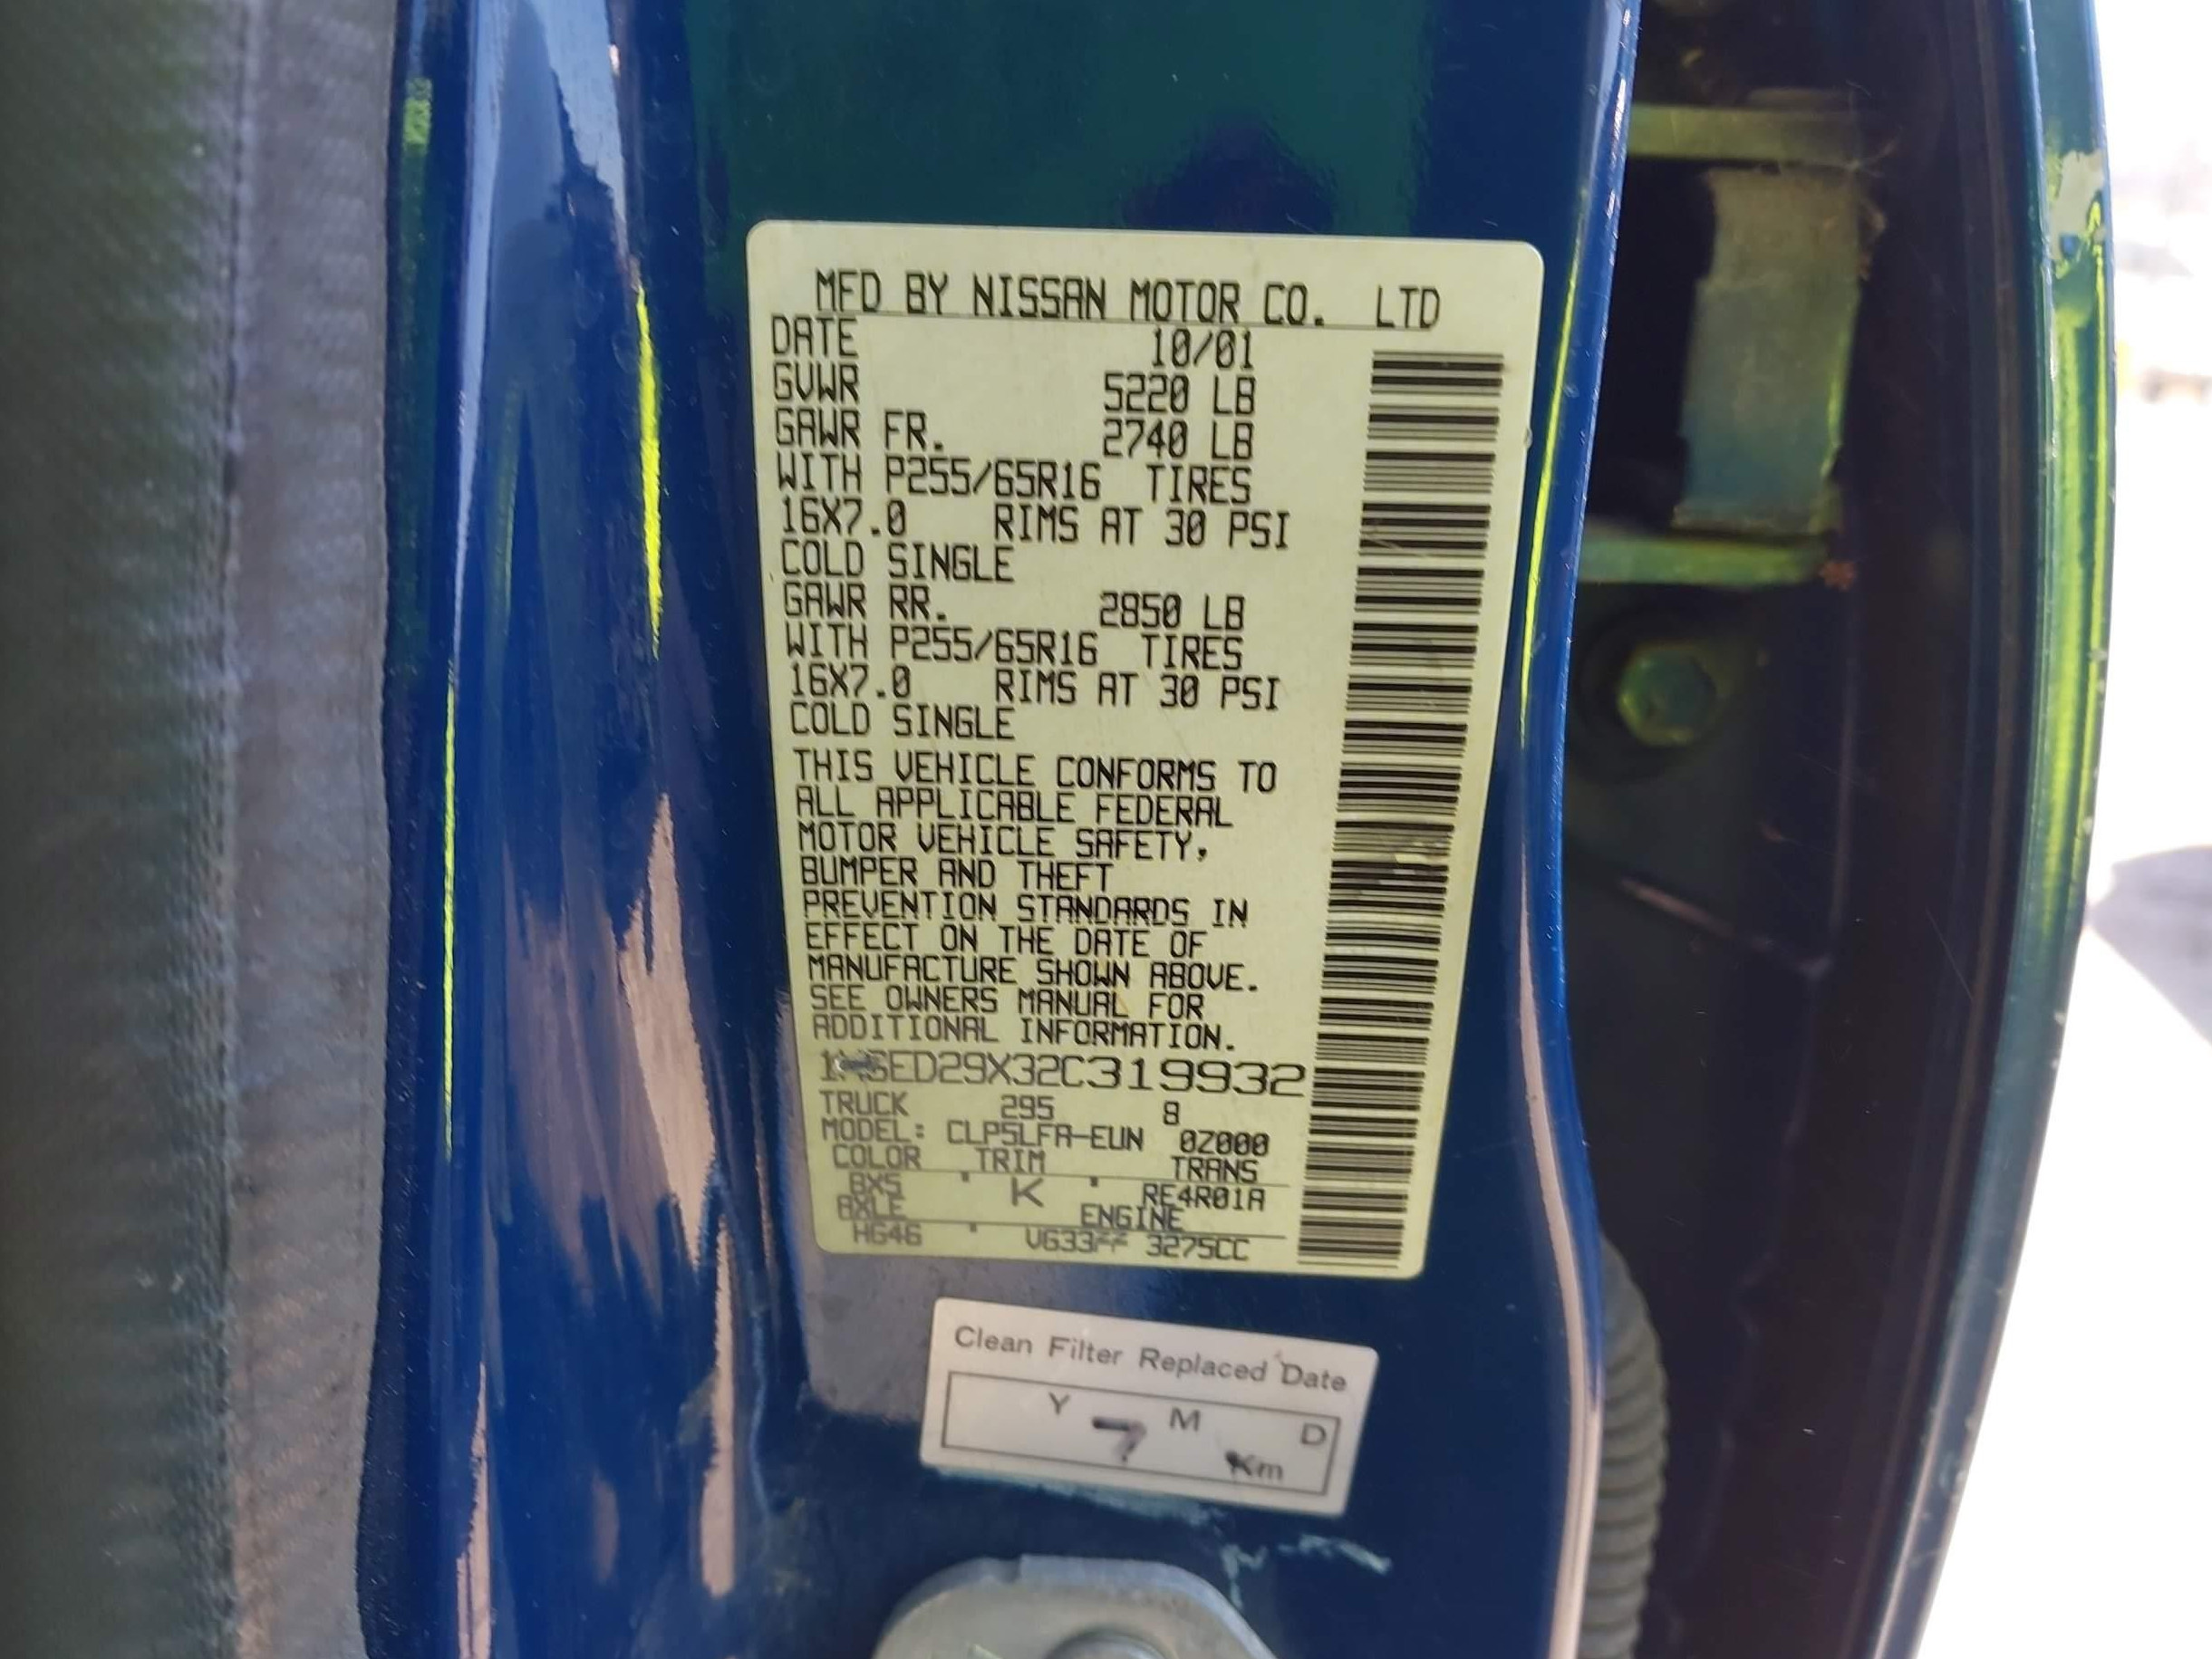 MFD BY NISSAN MOTOR CO. LTD
DATE 10/01
GVWR 5220 LB
GAWR FR. 2740 LB
WITH P255/65R16 TIRES
16X7.0 RIMS AT 30 PSI
COLD SINGLE
GAWR RR. 2850 LB
WITH P255/65R16 TIRES
16X7.0 RIMS AT 30 PSI
COLD SINGLE
THIS VEHICLE CONFORMS TO
ALL APPLICABLE FEDERAL
MOTOR VEHICLE SAFETY,
BUMPER AND THEFT
PREVENTION STANDARDS IN
EFFECT ON THE DATE OF
MANUFACTURE SHOWN ABOVE.
SEE OWNERS MANUAL FOR
ADDITIONAL INFORMATION.
TRUCK 295 8
MODEL: CLP5LFA-EUN 0Z000
COLOR TRIM TRANS
BX5 K RE4R01A
AXLE ENGINE
HG46 3275CC
Clean Filter Replaced Date
Y M D
7 Km